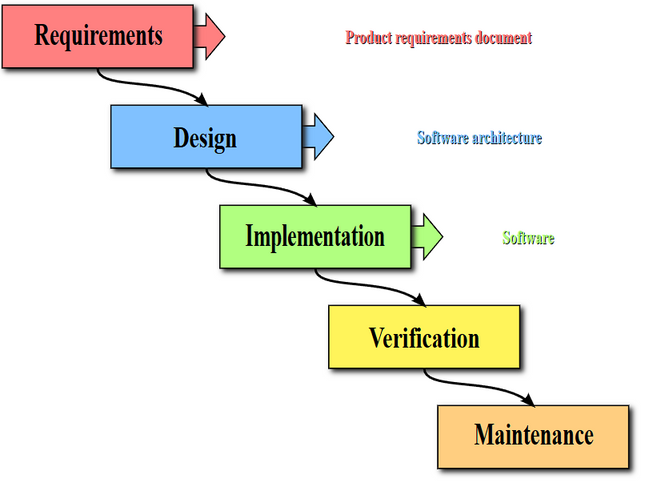 Requirements
Product requirements document
Design
Software architecture
Implementation
Software
Verification
Maintenance